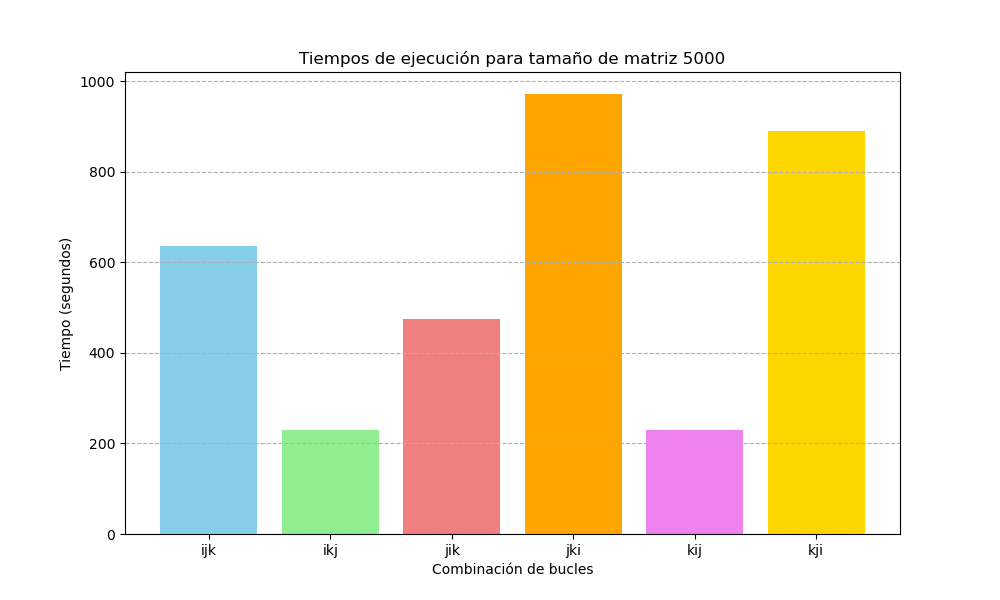 Tiempos de ejecución para tamaño de matriz 5000
Tiempo (segundos)
1000
800
600
400
200
0
ijk ikj jik jki kij kji
Combinación de bucles